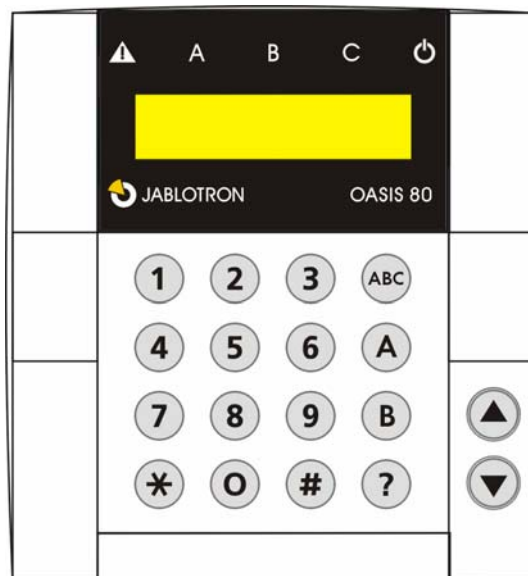 A B C
JABLOTRON OASIS 80
1 2 3 ABC
4 5 6 A
7 8 9 B
* 0 # ?